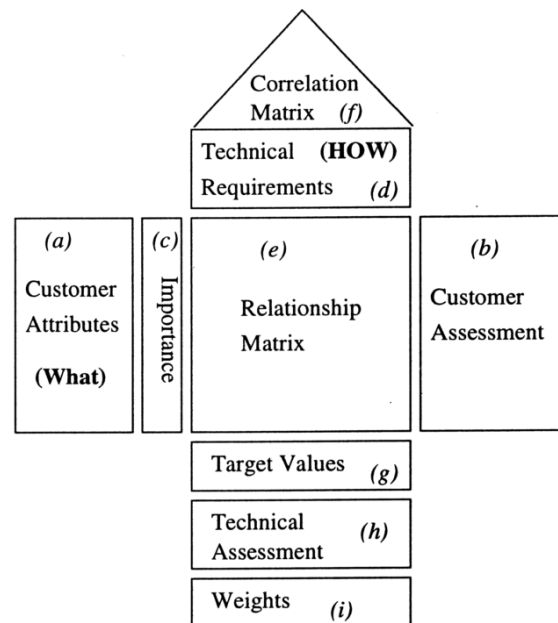 Correlation
Matrix (f)
Technical (HOW)
Requirements (d)
(a)
Customer
Attributes
(What)
(c)
Importance
(e)
Relationship
Matrix
(b)
Customer
Assessment
Target Values (g)
Technical (h)
Assessment
Weights (i)